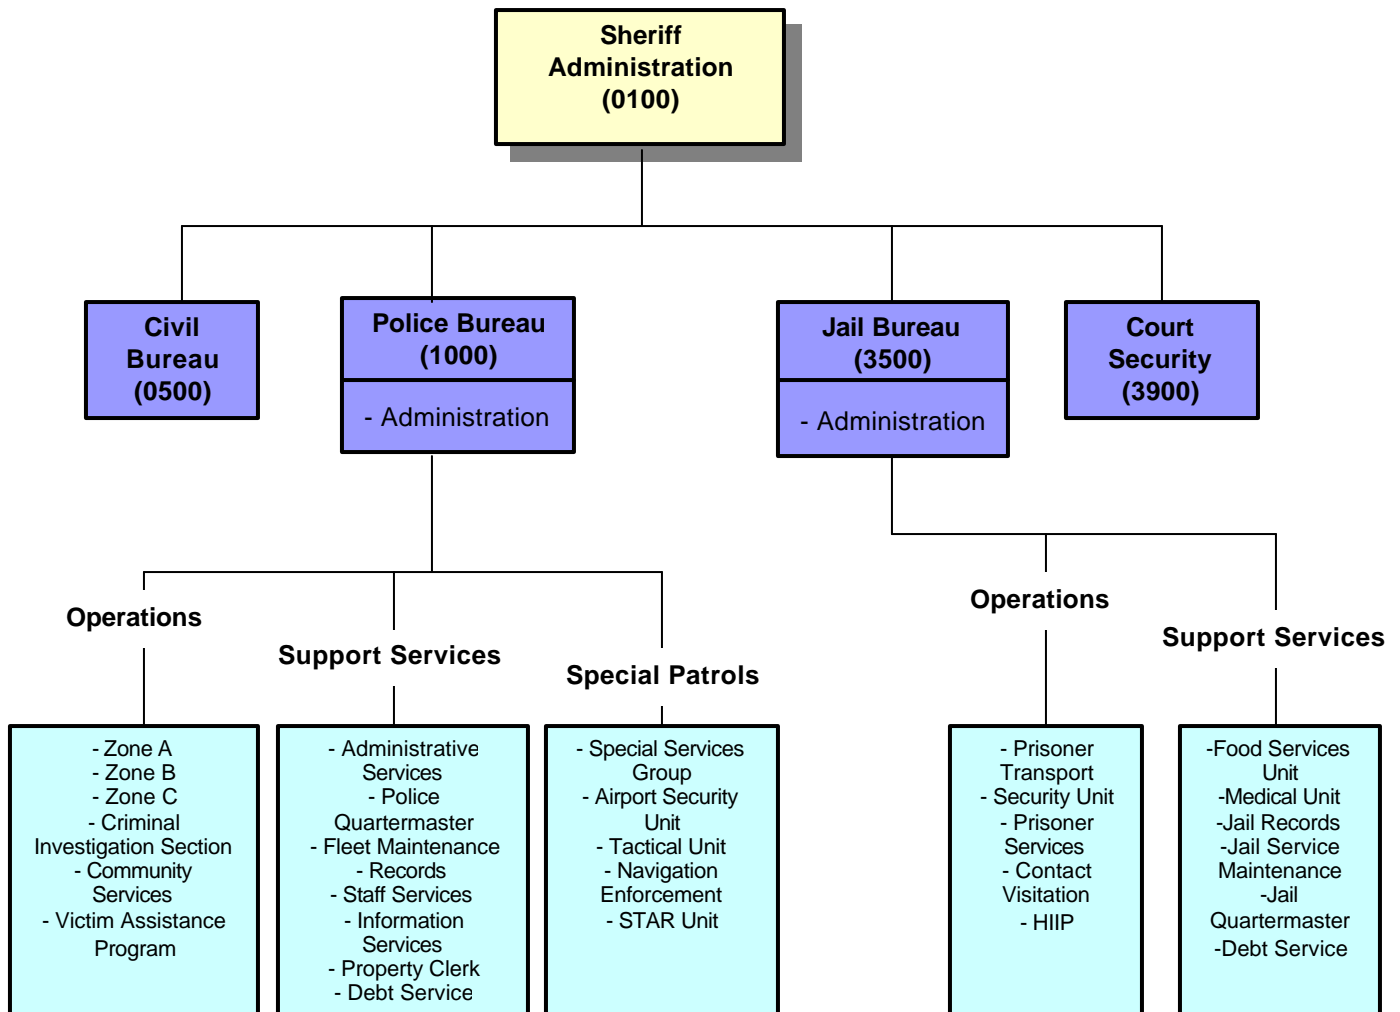 Sheriff
Administration
(0100)
Civil
Bureau
(0500)
Police Bureau
(1000)
- Administration
Jail Bureau
(3500)
- Administration
Court
Security
(3900)
Operations
Support Services
Special Patrols
Operations
Support Services
- Zone A
- Zone B
- Zone C
- Criminal
Investigation Section
- Community
Services
- Victim Assistance
Program
- Administrative
Services
- Police
Quartermaster
- Fleet Maintenance
- Records
- Staff Services
- Information
Services
- Property Clerk
- Debt Service
- Special Services
Group
- Airport Security
Unit
- Tactical Unit
- Navigation
Enforcement
- STAR Unit
- Prisoner
Transport
- Security Unit
- Prisoner
Services
- Contact
Visitation
- HIIP
-Food Services
Unit
-Medical Unit
-Jail Records
-Jail Service
Maintenance
-Jail
Quartermaster
-Debt Service